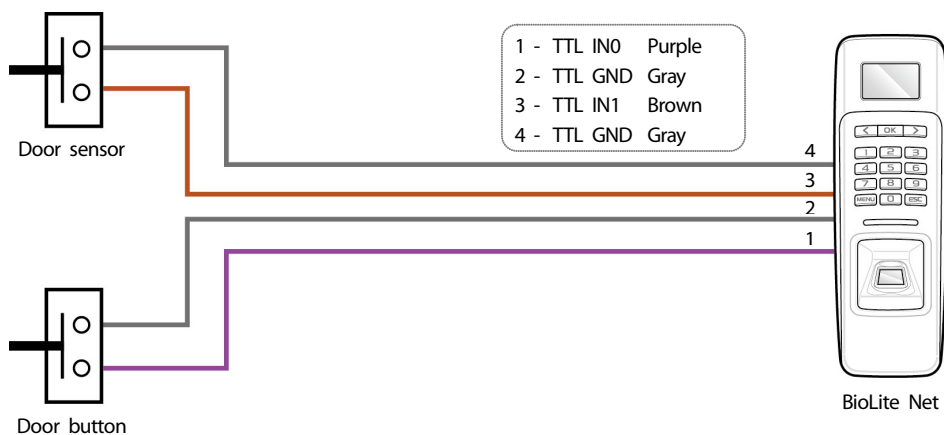 1 - TTL IN0 Purple
2 - TTL GND Gray
3 - TTL IN1 Brown
4 - TTL GND Gray
Door sensor
4
3
2
1
< OK >
1 2 3
4 5 6
7 8 9
MENU 0 ESC
BioLite Net
Door button